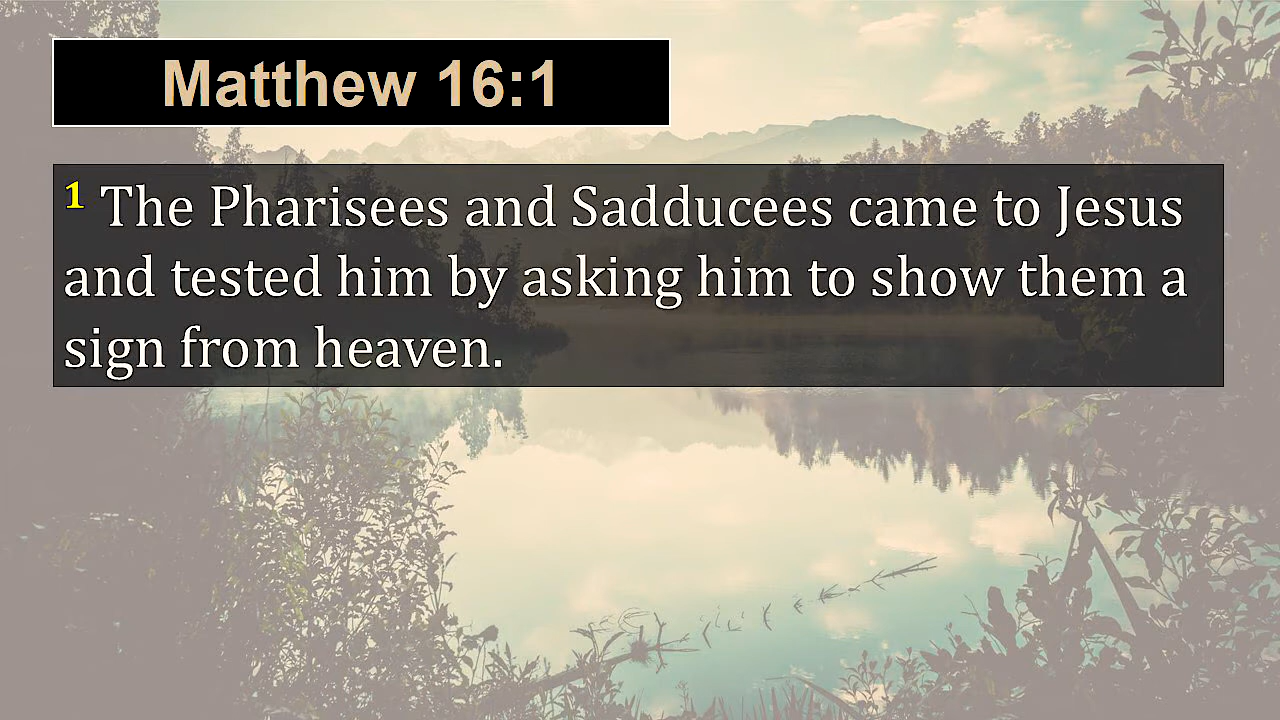 Matthew 16:1
1 The Pharisees and Sadducees came to Jesus
and tested him by asking him to show them a
sign from heaven.